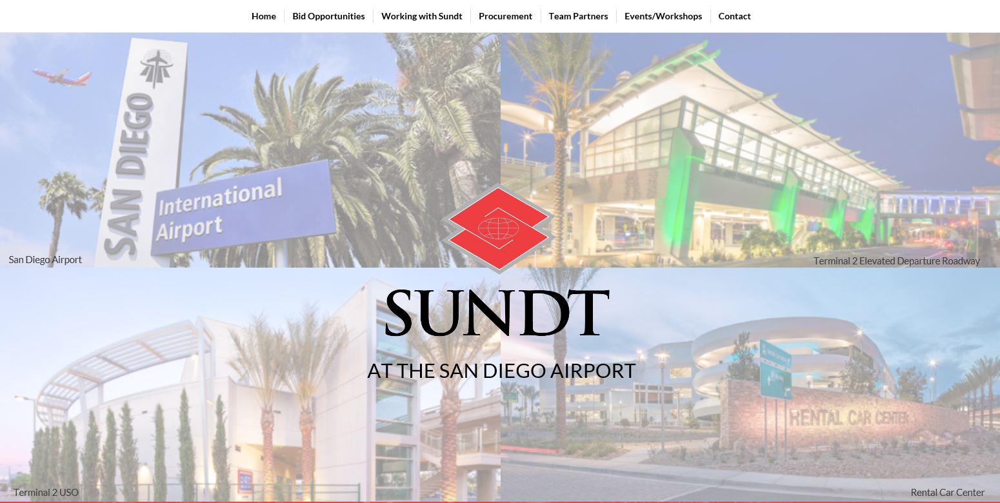 Home
Bid Opportunities
Working with Sundt
Procurement
Team Partners
Events/Workshops
Contact
SAN DIEGO
International
Airport
San Diego Airport
Terminal 2 Elevated Departure Roadway
SUNDT
AT THE SAN DIEGO AIRPORT
RENTAL CAR CENTER
Terminal 2 USO
Rental Car Center